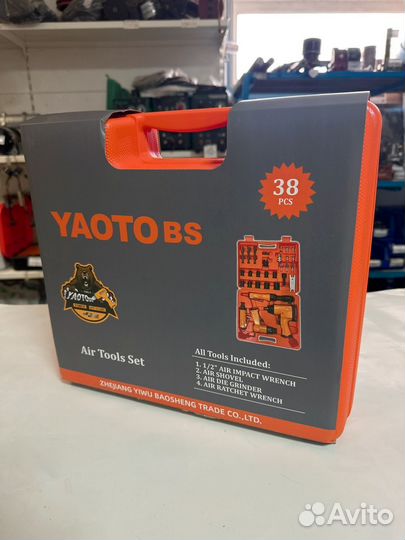 38
PCS
YAOTO BS
YAOTO
Air Tools Set
All Tools Included:
1. 1/2" AIR IMPACT WRENCH
2. AIR SHOVEL
3. AIR DIE GRINDER
4. AIR RATCHET WRENCH
ZHEJIANG YIWU BAOSHENG TRADE CO.,LTD.
Avito